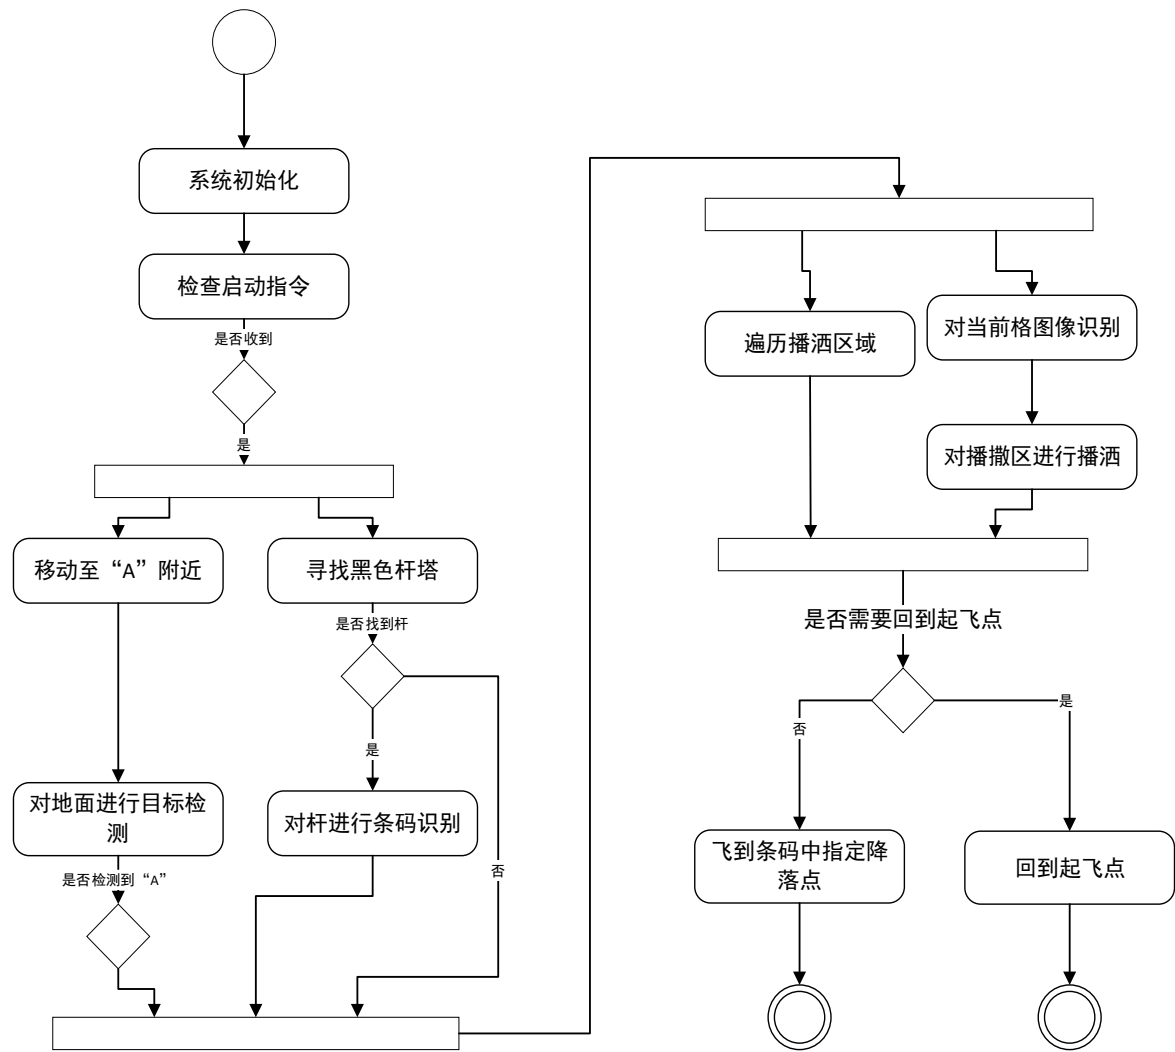 系统初始化
检查启动指令
是否收到
是
移动至“A”附近
寻找黑色杆塔
是否找到杆
是
对地面进行目标检
测
对杆进行条码识别
否
是否检测到“A”
遍历播洒区域
对当前格图像识别
对播撒区进行播洒
是否需要回到起飞点
否
是
飞到条码中指定降
落点
回到起飞点